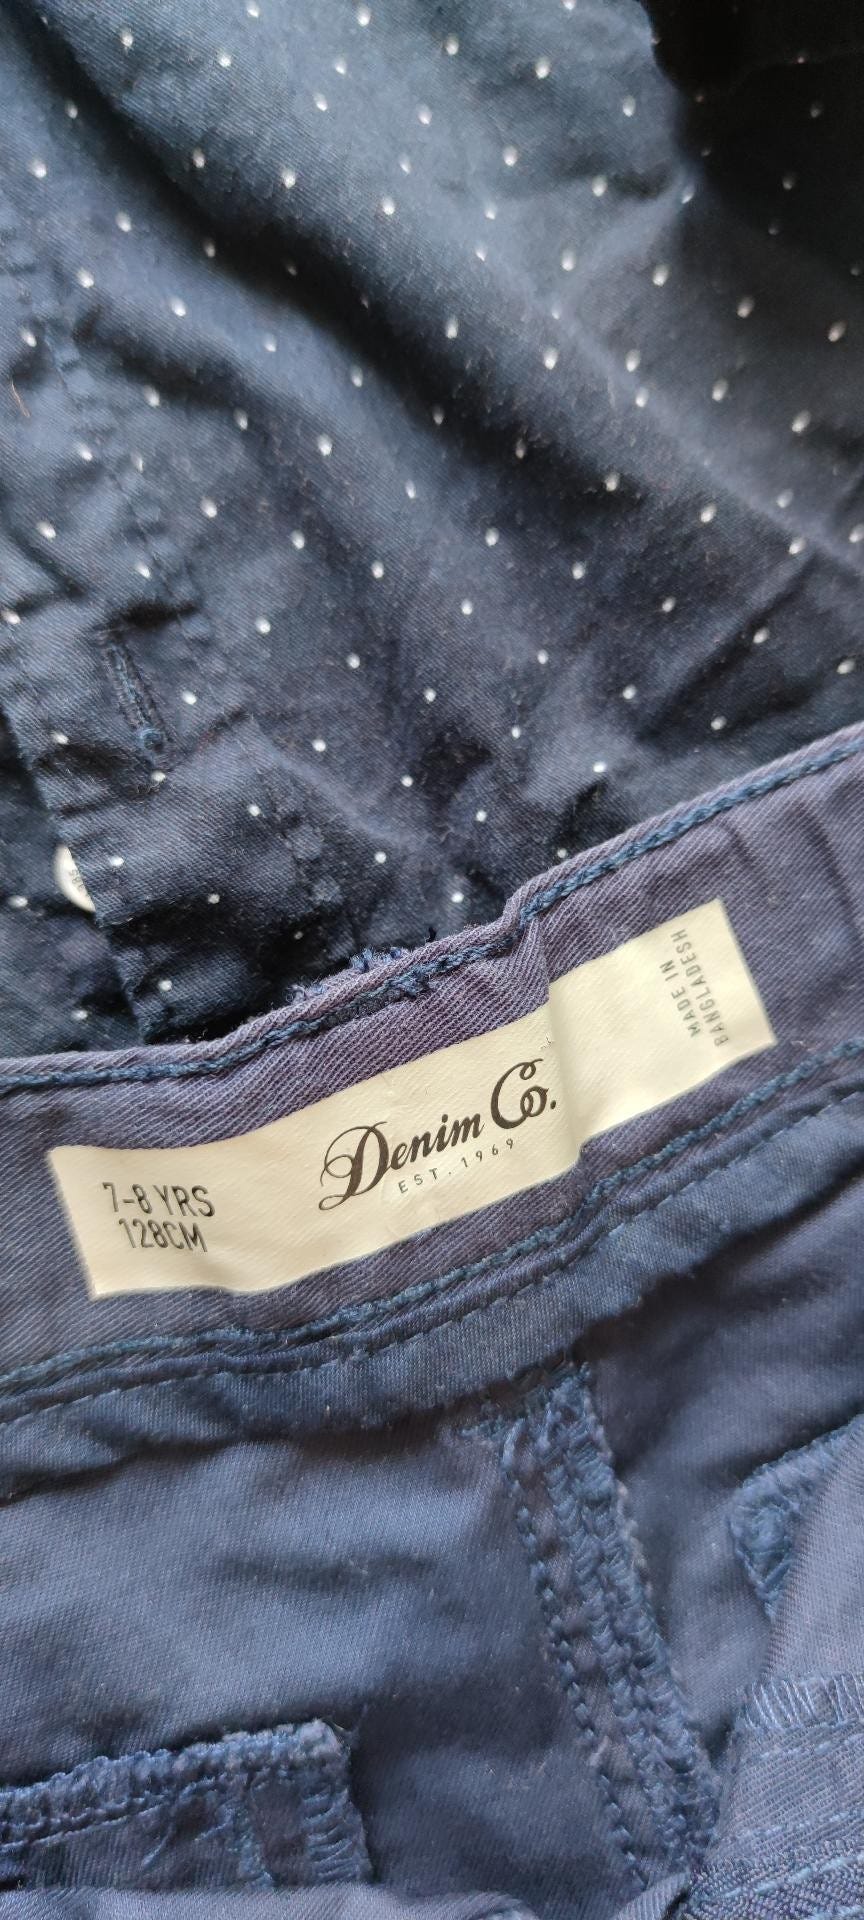 7-8 YRS
128CM
Denim Co.
EST. 1969
MADE IN
BANGLADESH